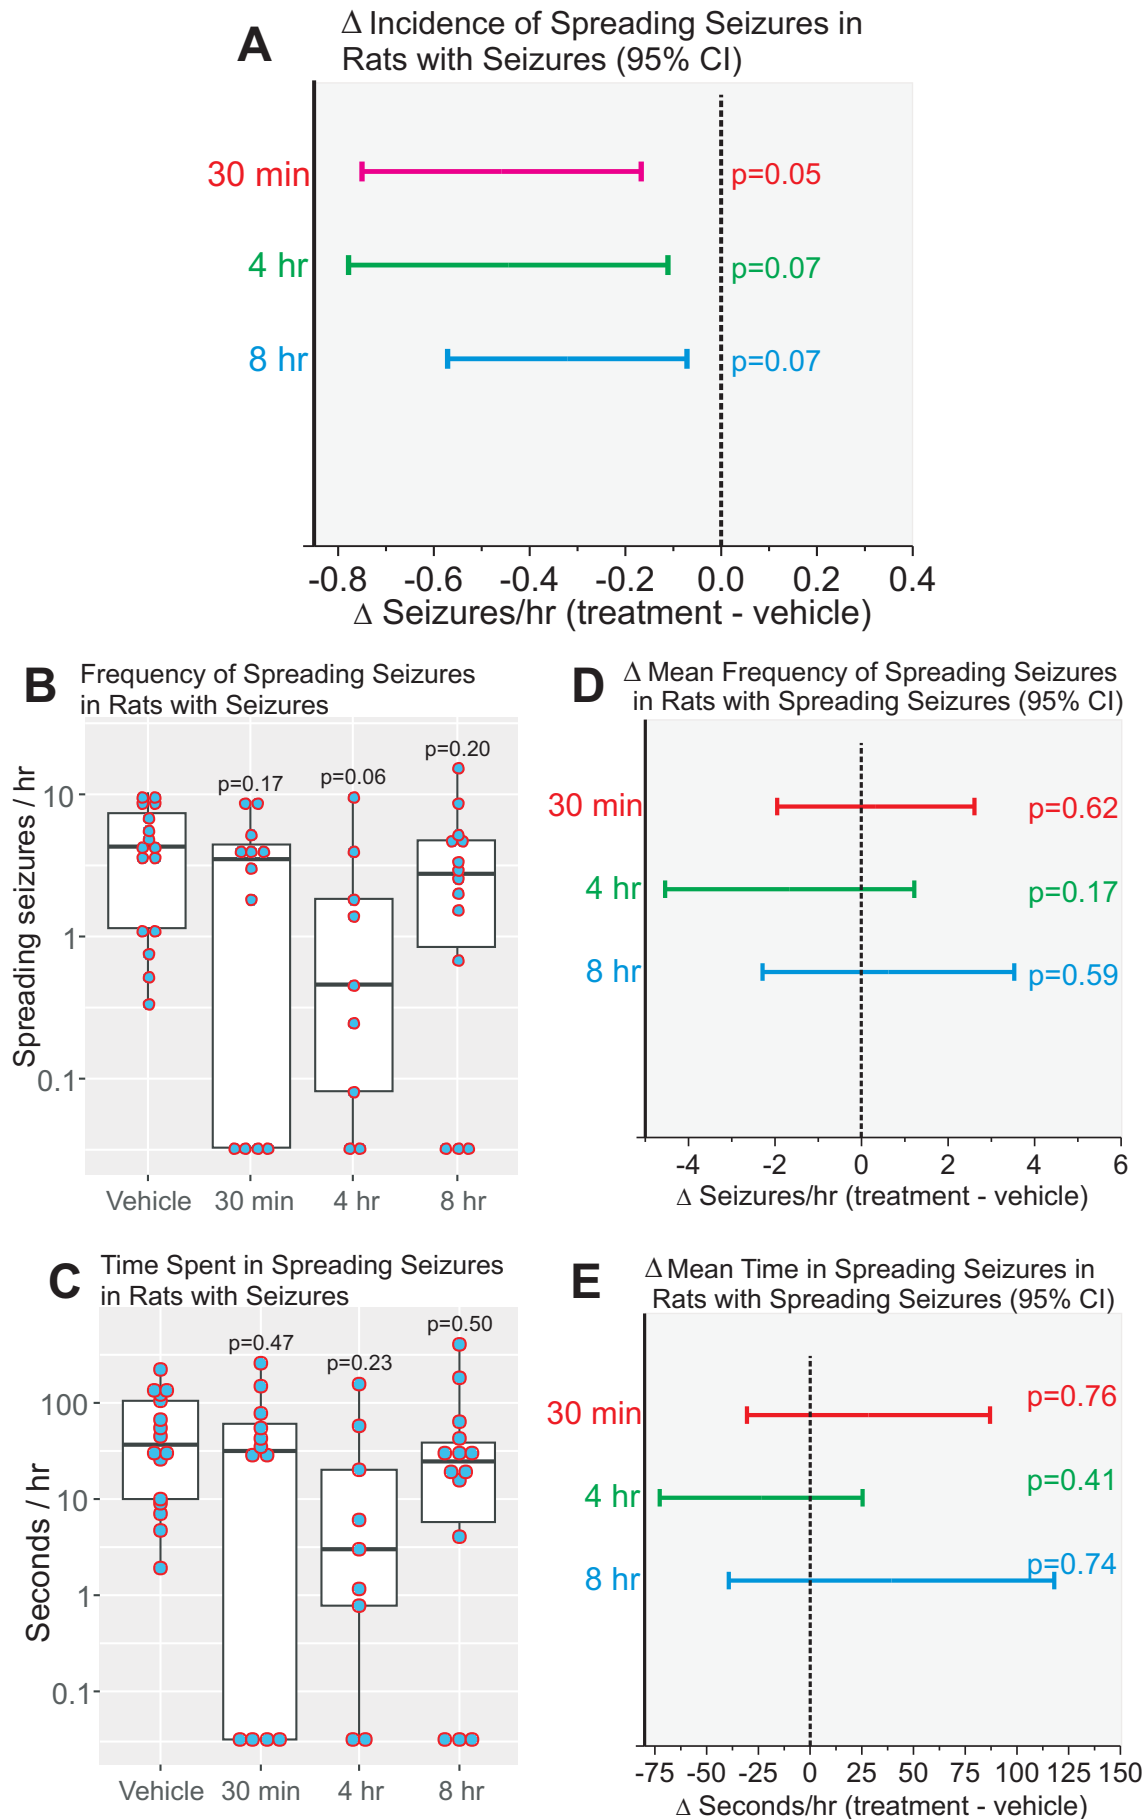 A
Δ Incidence of Spreading Seizures in
Rats with Seizures (95% CI)
30 min
p=0.05
4 hr
p=0.07
8 hr
p=0.07
-0.8 -0.6 -0.4 -0.2 0.0 0.2 0.4
Δ Seizures/hr (treatment - vehicle)
B
Frequency of Spreading Seizures
in Rats with Seizures
Spreading seizures / hr
10
1
0.1
p=0.17
p=0.06
p=0.20
Vehicle 30 min 4 hr 8 hr
D
Δ Mean Frequency of Spreading Seizures
in Rats with Spreading Seizures (95% CI)
30 min
p=0.62
4 hr
p=0.17
8 hr
p=0.59
-4 -2 0 2 4 6
Δ Seizures/hr (treatment - vehicle)
C
Time Spent in Spreading Seizures
in Rats with Seizures
Seconds / hr
100
10
1
0.1
p=0.47
p=0.23
p=0.50
Vehicle 30 min 4 hr 8 hr
E
Δ Mean Time in Spreading Seizures in
Rats with Spreading Seizures (95% CI)
30 min
p=0.76
4 hr
p=0.41
8 hr
p=0.74
-75 -50 -25 0 25 50 75 100 125 150
Δ Seconds/hr (treatment - vehicle)